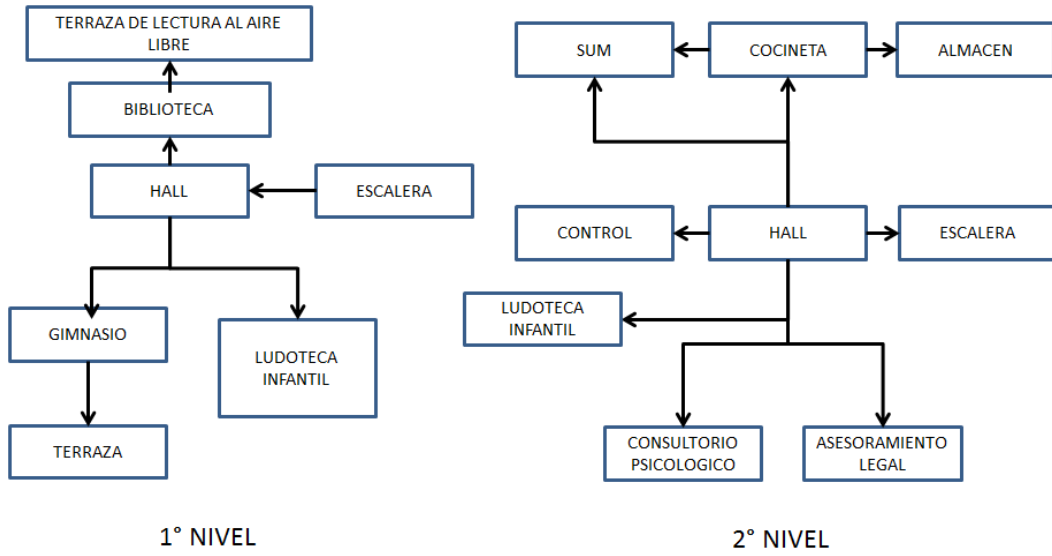 TERRAZA DE LECTURA AL AIRE
LIBRE
BIBLIOTECA
HALL
ESCALERA
GIMNASIO
LUDOTECA
INFANTIL
TERRAZA
1° NIVEL
SUM
COCINETA
ALMACEN
CONTROL
HALL
ESCALERA
LUDOTECA
INFANTIL
CONSULTORIO
PSICOLOGICO
ASESORAMIENTO
LEGAL
2° NIVEL